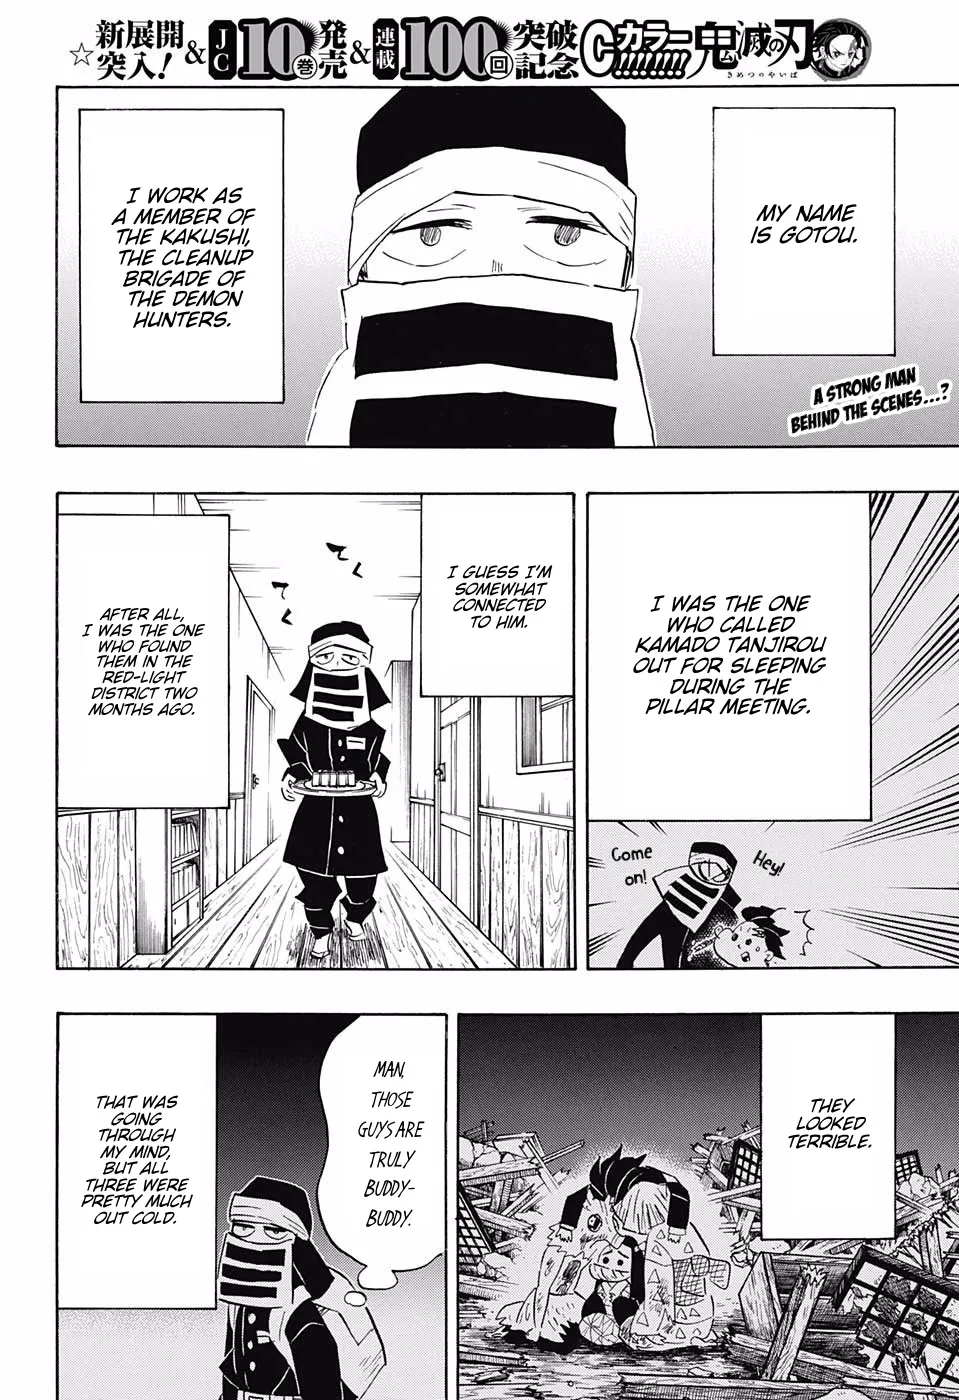 ☆新展開突入!&JC10巻発売&連載100回突破記念Cカラー!!!!!!!!鬼滅の刃
きめつのやいば
MY NAME
IS GOTOU.
I WORK AS
A MEMBER OF
THE KAKUSHI,
THE CLEANUP
BRIGADE OF
THE DEMON
HUNTERS.
A STRONG MAN
BEHIND THE SCENES...?
I WAS THE ONE
WHO CALLED
KAMADO TANJIROU
OUT FOR SLEEPING
DURING THE
PILLAR MEETING.
Come
on!
Hey!
I GUESS I'M
SOMEWHAT
CONNECTED
TO HIM.
てく
てく
AFTER ALL,
I WAS THE ONE
WHO FOUND
THEM IN THE
RED-LIGHT
DISTRICT TWO
MONTHS AGO.
THEY
LOOKED
TERRIBLE.
MAN,
THOSE
GUYS ARE
TRULY
BUDDY-
BUDDY.
THAT WAS
GOING
THROUGH
MY MIND,
BUT ALL
THREE WERE
PRETTY MUCH
OUT COLD.